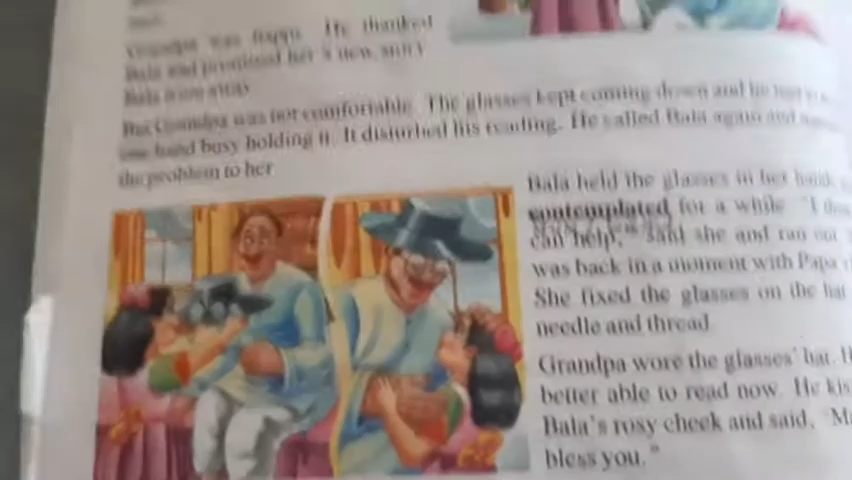 Grandpa was happy. He thanked
Bala and promised her a new story
Bala went away
But Grandpa was not comfortable. The glasses kept coming down and he
one hand busy holding it. It disturbed his reading. He called Bala again and
the problem to her
Bala held the glasses in her
contemplated for a while. "I
can help," said she and ran out
was back in a moment with Papa's
She fixed the glasses on the hat
needle and thread.
Grandpa wore the glasses' hat. H
better able to read now. He kis
Bala's rosy cheek and said, "Ma
bless you."